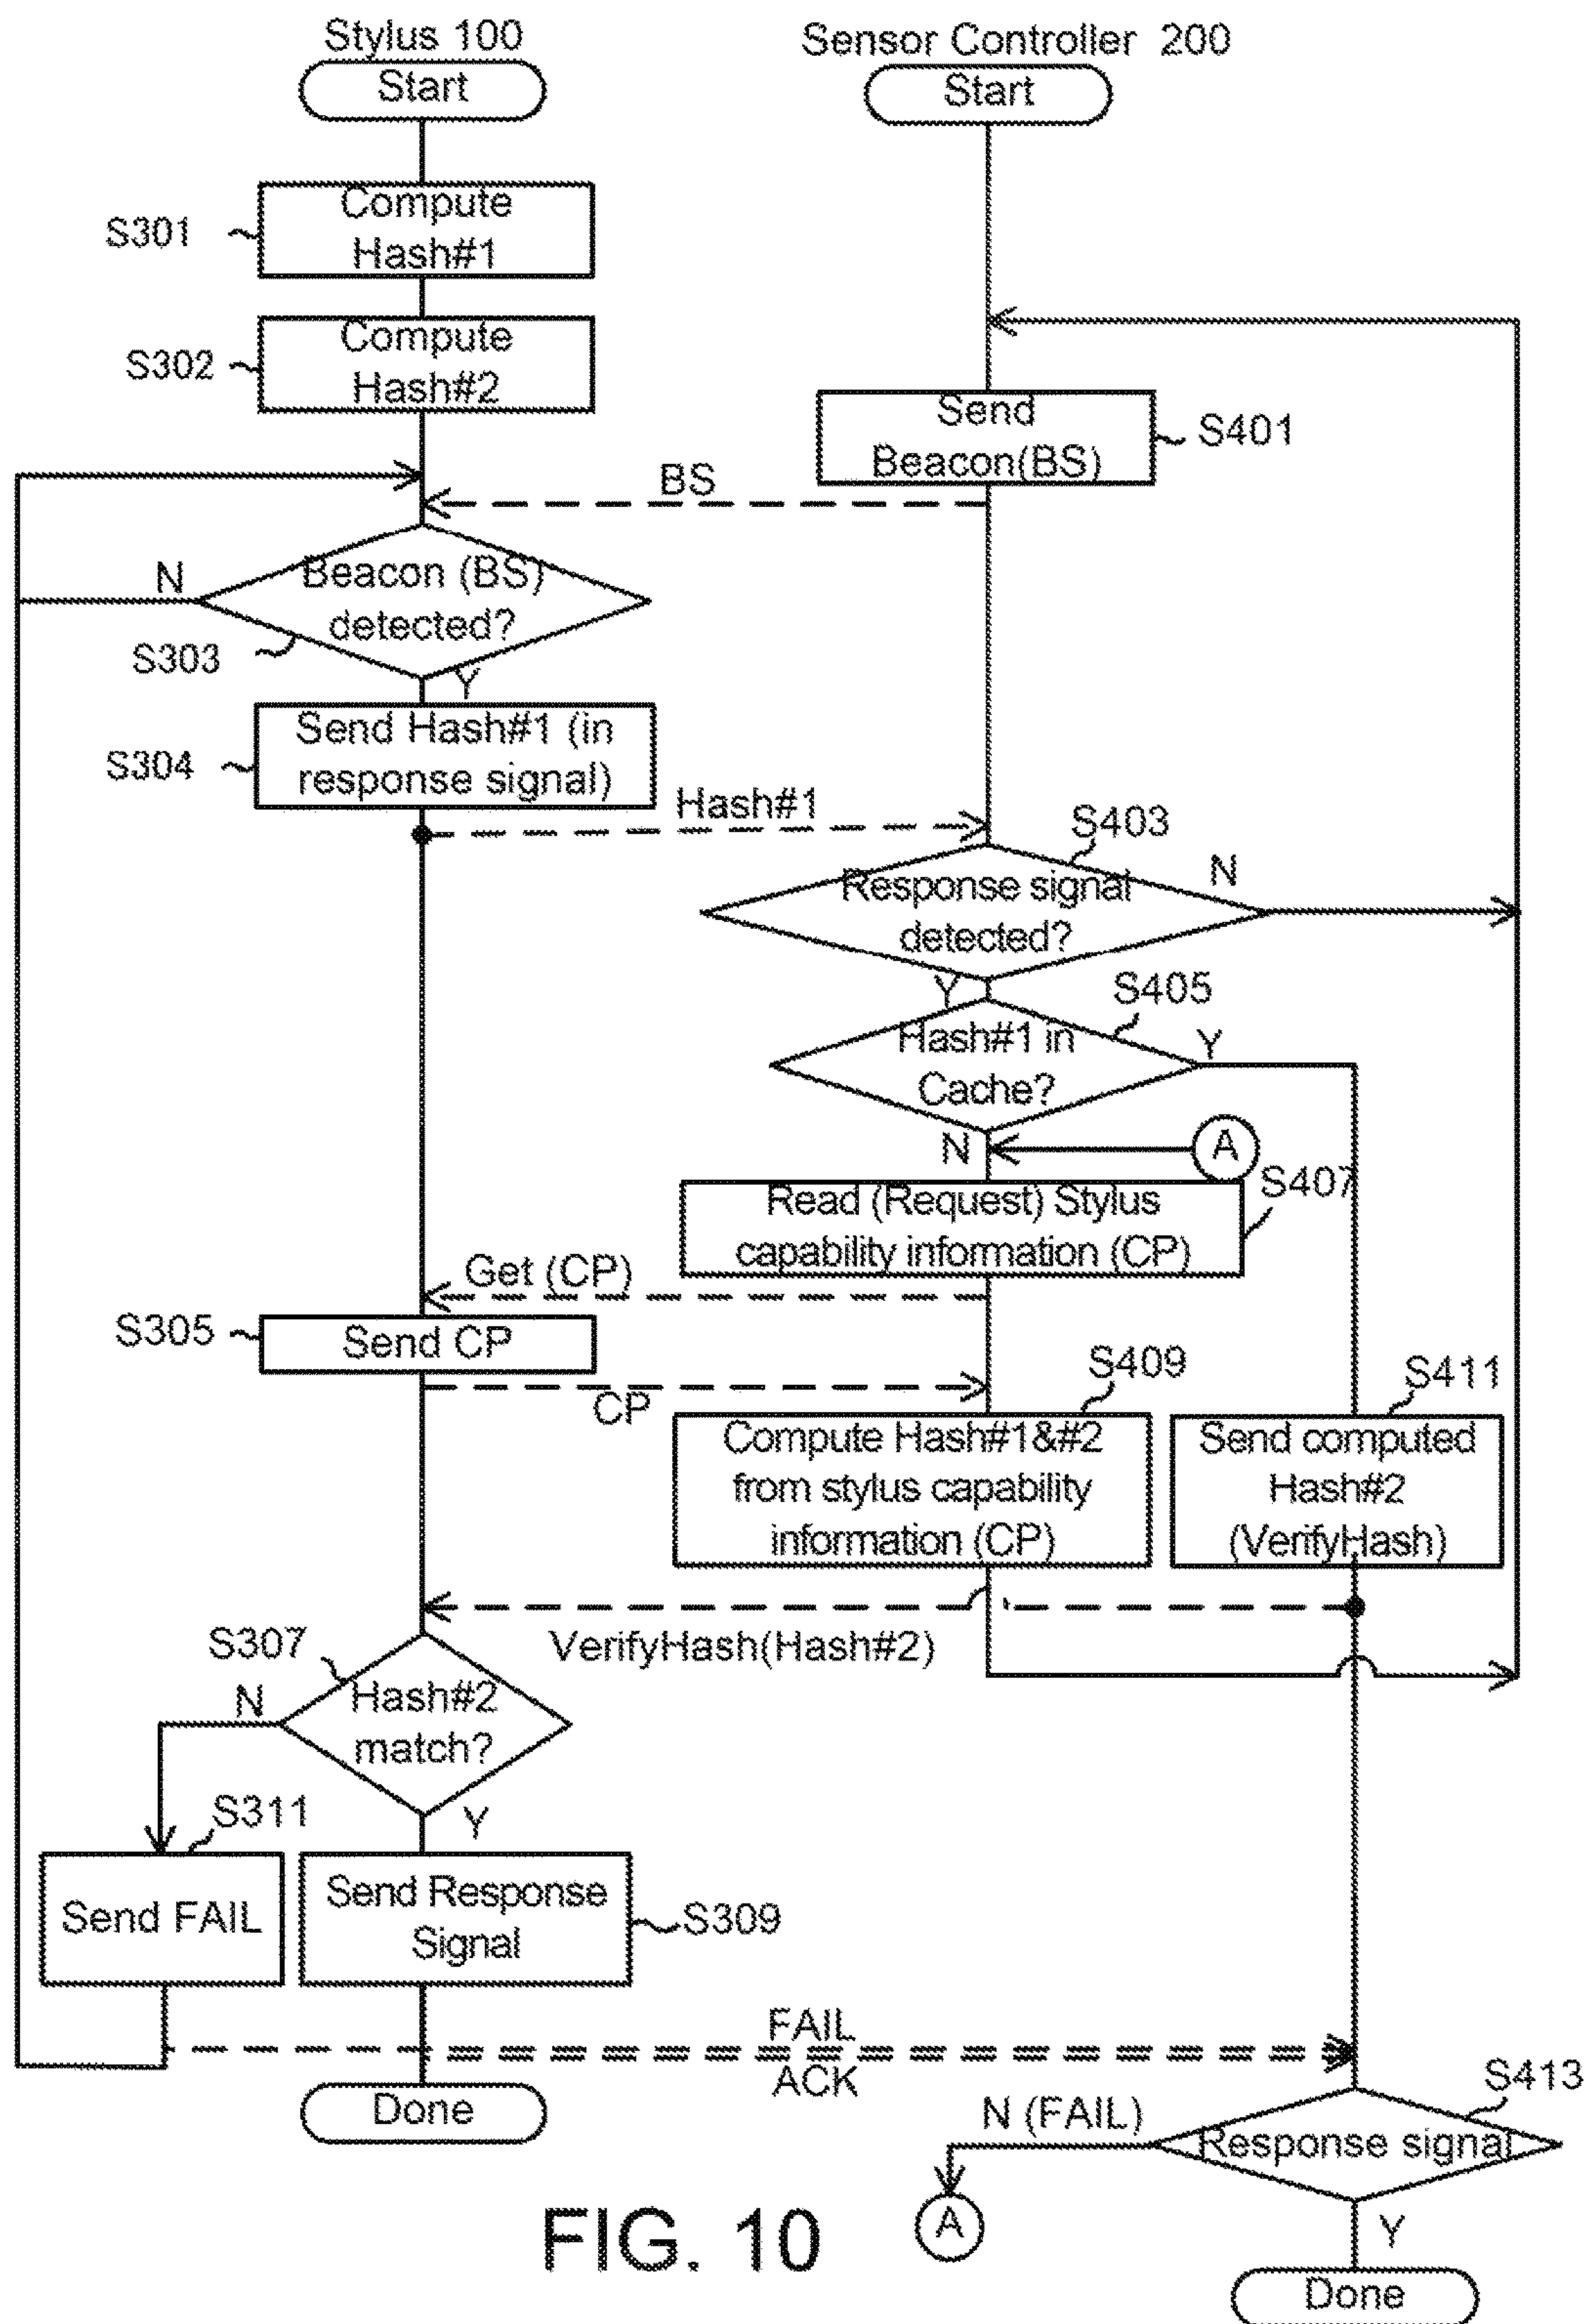 Stylus 100
Sensor Controller 200
Start
Start
S301
Compute
Hash#1
S302
Compute
Hash#2
Send
Beacon(BS)
S401
BS
N
Beacon (BS)
detected?
S303
Y
Send Hash#1 (in
response signal)
S304
Hash#1
S403
Response signal
detected?
N
Y
S405
Hash#1 in
Cache?
Y
N
A
S407
Read (Request) Stylus
capability information (CP)
Get (CP)
S305
Send CP
CP
S409
S411
Compute Hash#1&#2
from stylus capability
information (CP)
Send computed
Hash#2
(VerifyHash)
VerifyHash(Hash#2)
S307
N
Hash#2
match?
Y
S311
Send FAIL
Send Response
Signal
S309
FAIL
ACK
Done
S413
N (FAIL)
Response signal
A
Y
Done
FIG. 10